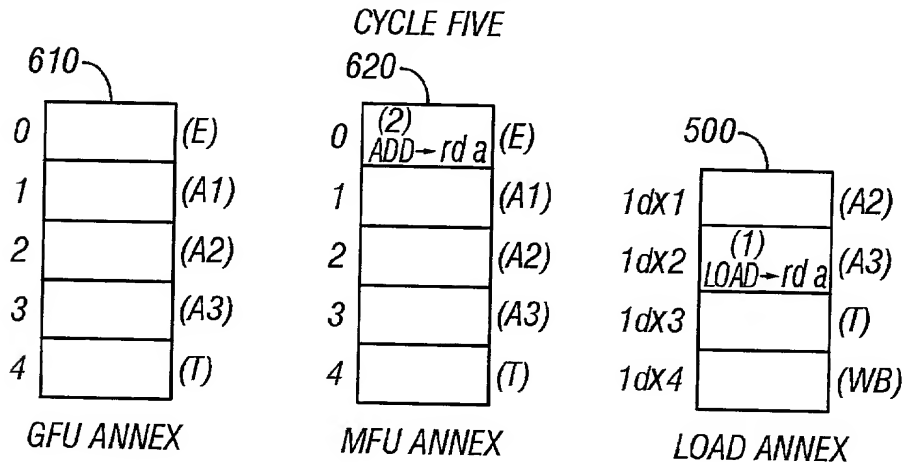 CYCLE FIVE
610
0 (E)
1 (A1)
2 (A2)
3 (A3)
4 (T)
GFU ANNEX
620
0 (2) (E)
ADD→rd a
1 (A1)
2 (A2)
3 (A3)
4 (T)
MFU ANNEX
500
1dX1 (A2)
1dX2 (1) (A3)
LOAD→rd a
1dX3 (T)
1dX4 (WB)
LOAD ANNEX